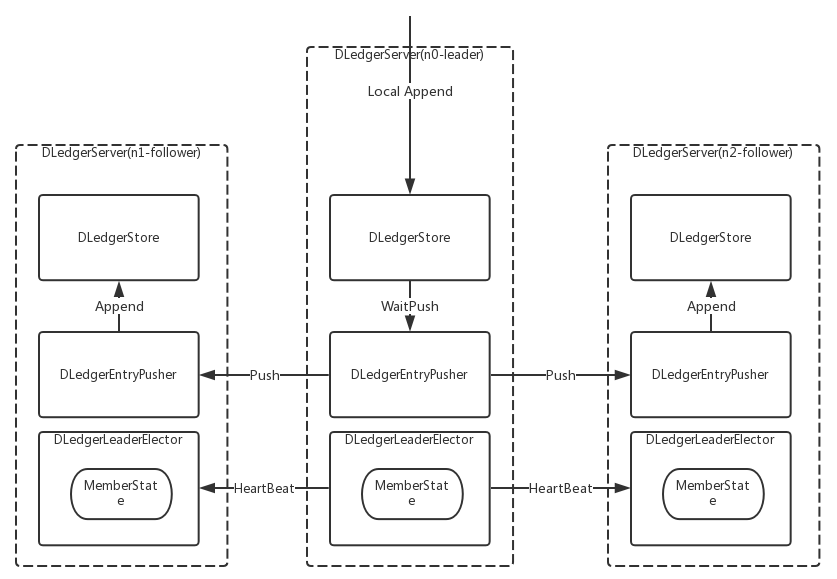 DLedgerServer(n0-leader)
Local Append
DLedgerServer(n1-follower)
DLedgerServer(n2-follower)
DLedgerStore
DLedgerStore
DLedgerStore
Append
WaitPush
Append
DLedgerEntryPusher
Push
DLedgerEntryPusher
Push
DLedgerEntryPusher
DLedgerLeaderElector
DLedgerLeaderElector
DLedgerLeaderElector
MemberStat
e
HeartBeat
MemberStat
e
HeartBeat
MemberStat
e